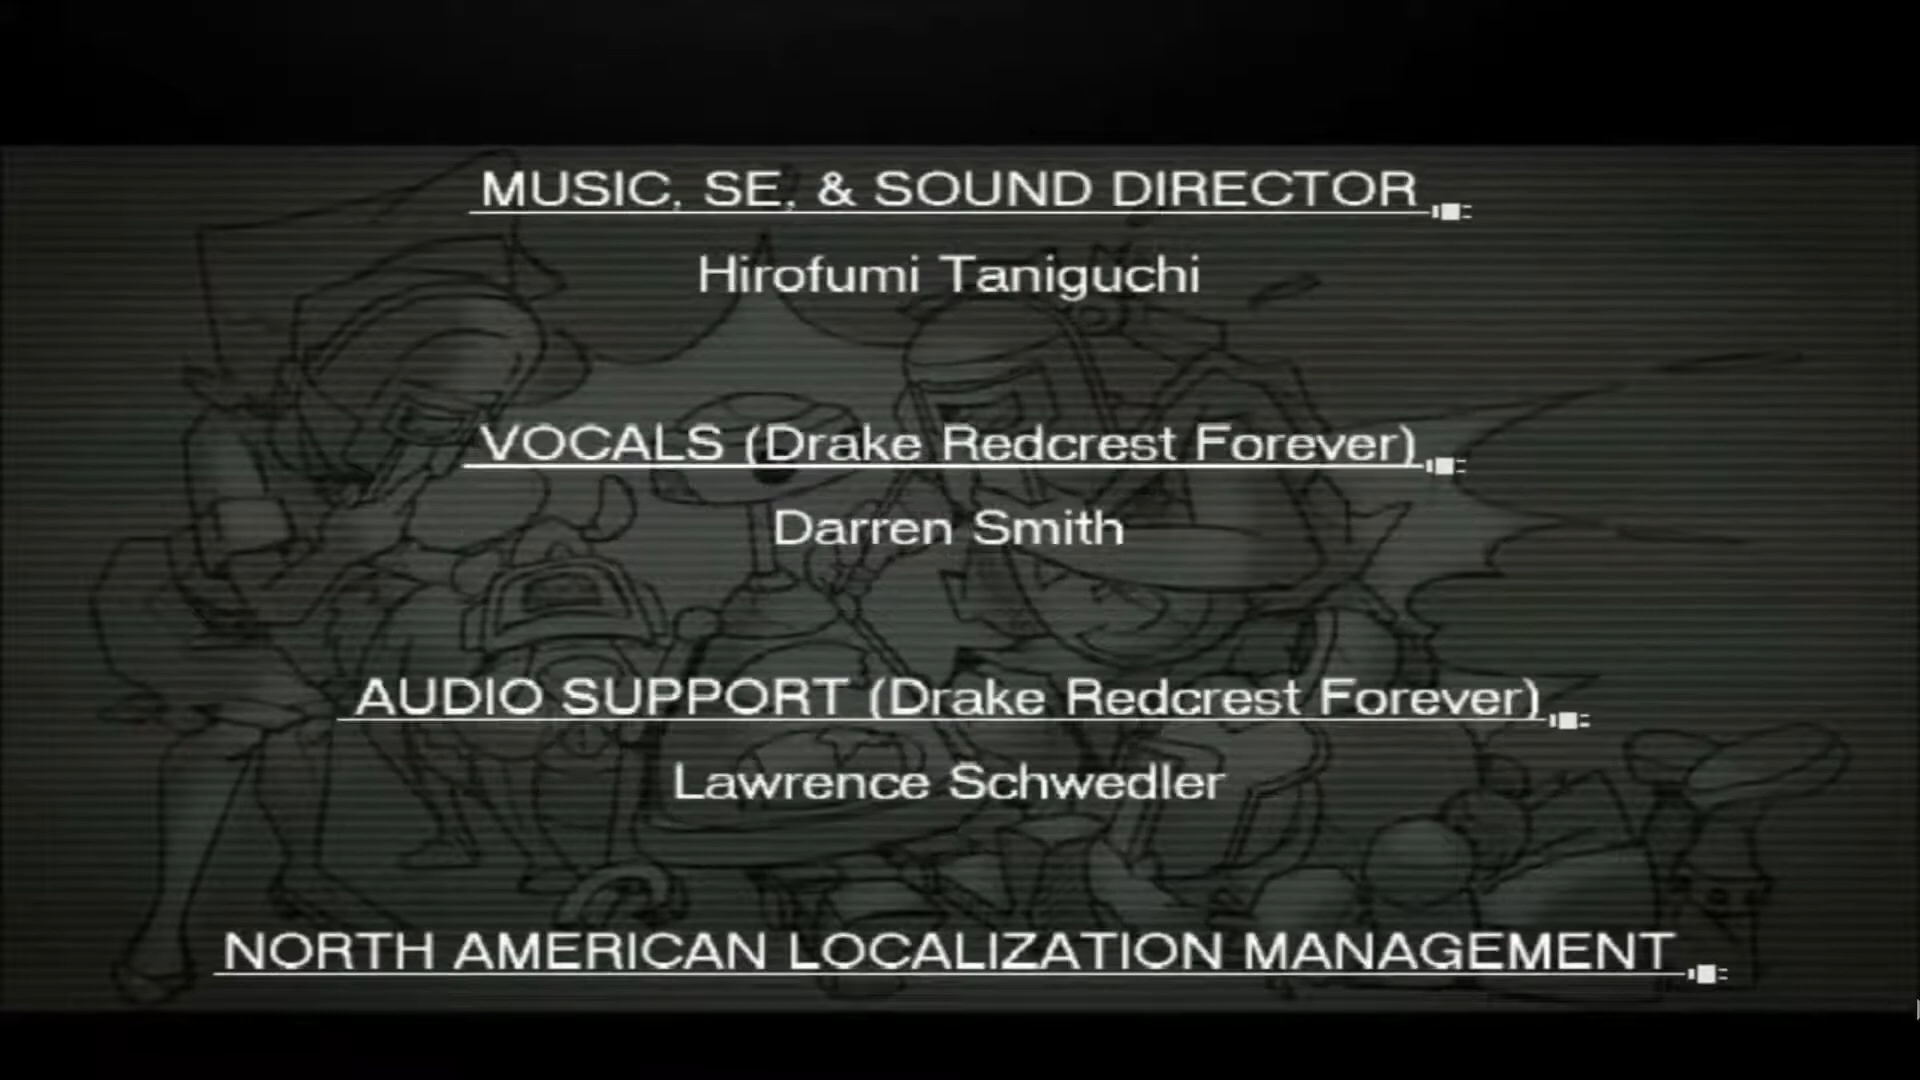 MUSIC, SE, & SOUND DIRECTOR
Hirofumi Taniguchi
VOCALS (Drake Redcrest Forever)
Darren Smith
AUDIO SUPPORT (Drake Redcrest Forever)
Lawrence Schwedler
NORTH AMERICAN LOCALIZATION MANAGEMENT